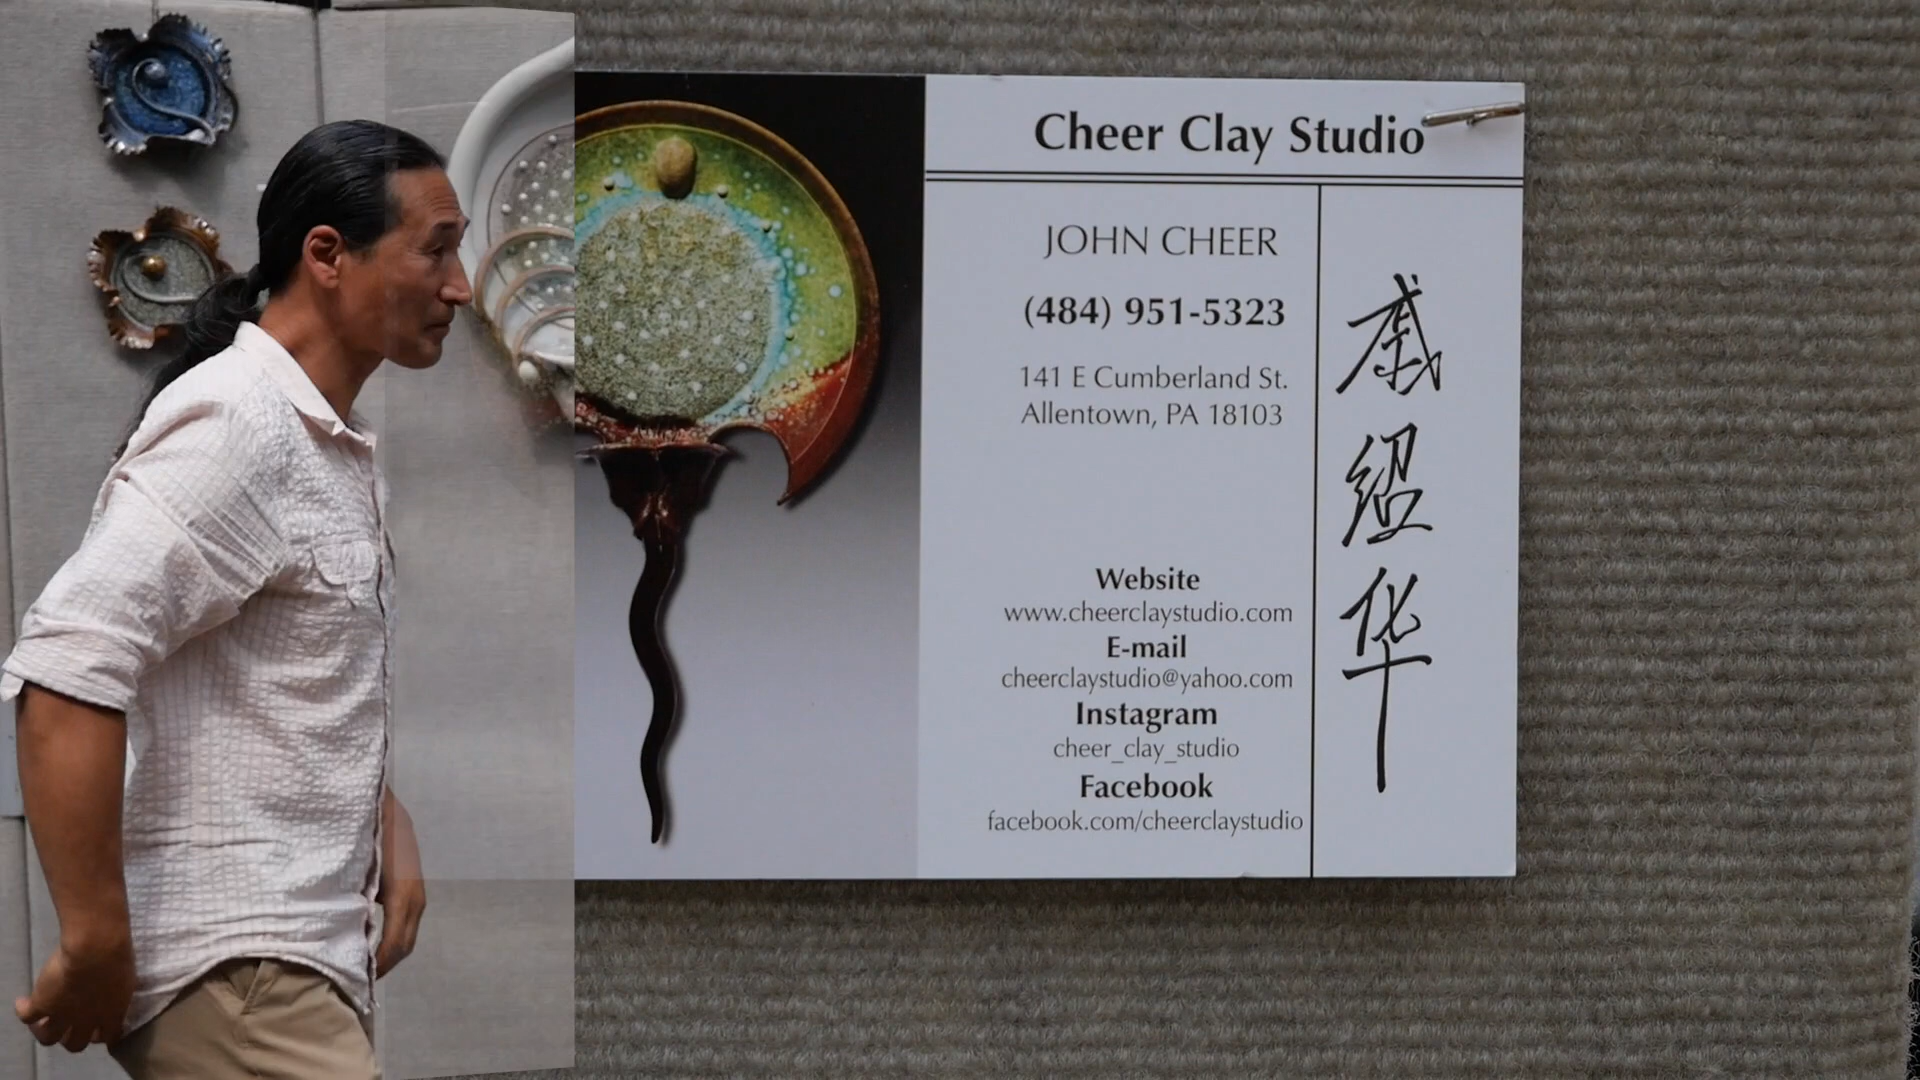 Cheer Clay Studio
JOHN CHEER
(484) 951-5323
141 E Cumberland St.
Allentown, PA 18103
Website
www.cheerclaystudio.com
E-mail
cheerclaystudio@yahoo.com
Instagram
cheer_clay_studio
Facebook
facebook.com/cheerclaystudio
绍华